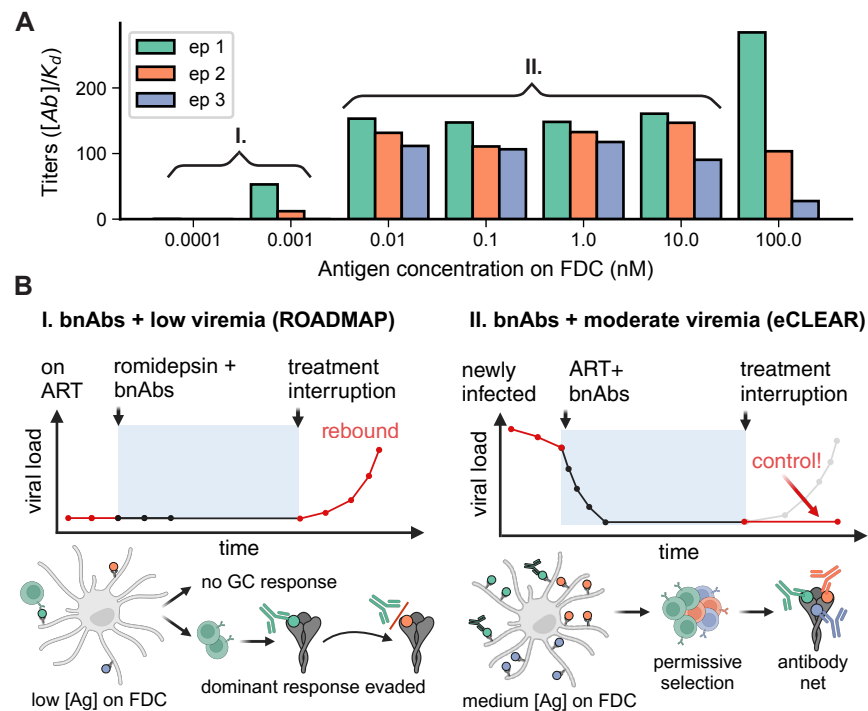 A
ep 1
ep 2
ep 3
I.
II.
Titers ([Ab]/K_d)
200
100
0
0.0001
0.001
0.01
0.1
1.0
10.0
100.0
Antigen concentration on FDC (nM)
B
I. bnAbs + low viremia (ROADMAP)
on
ART
romidepsin +
bnAbs
treatment
interruption
rebound
viral load
time
no GC response
low [Ag] on FDC
dominant response evaded
II. bnAbs + moderate viremia (eCLEAR)
newly
infected
ART+
bnAbs
treatment
interruption
control!
viral load
time
medium [Ag] on FDC
permissive
selection
antibody
net